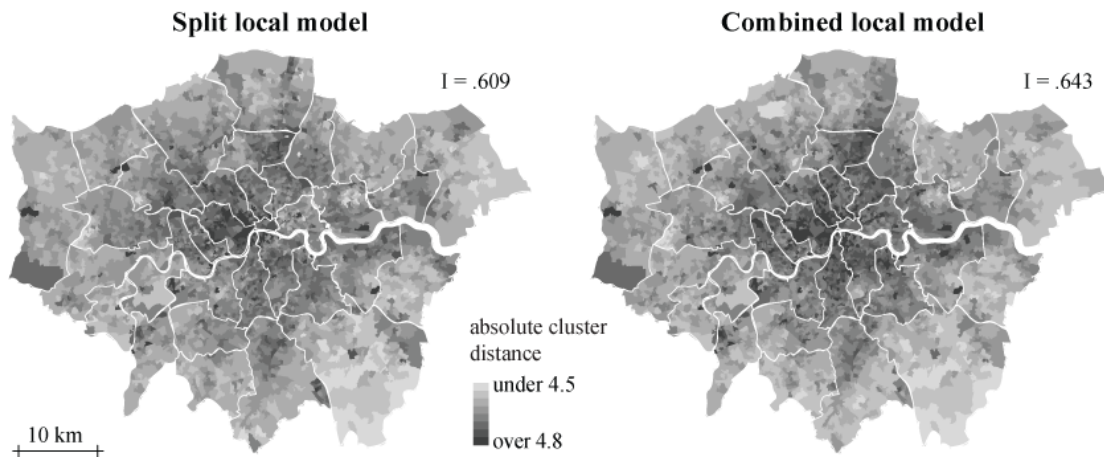 Split local model
Combined local model
I = .609
I = .643
absolute cluster
distance
under 4.5
over 4.8
10 km